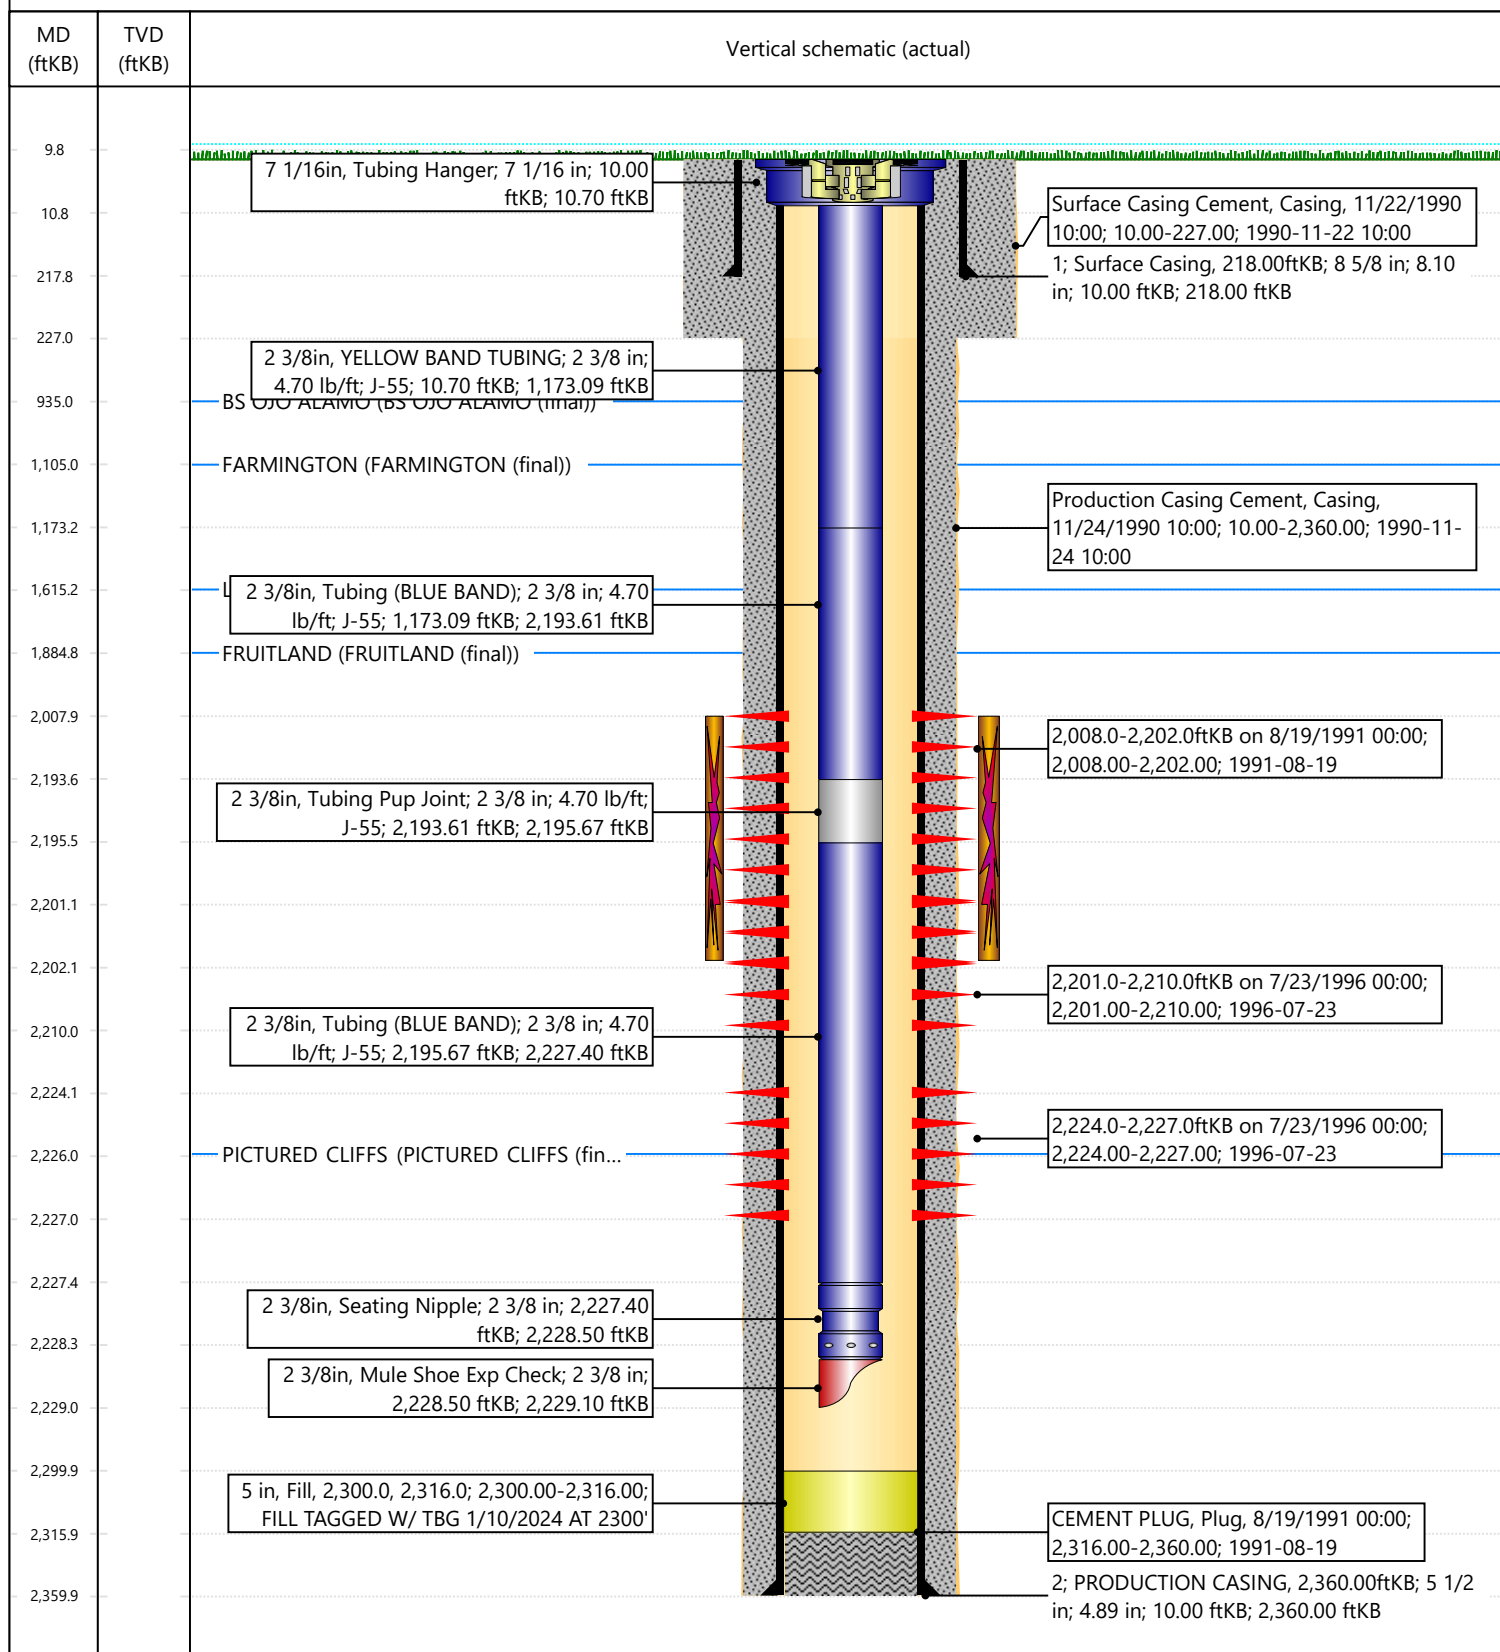 MD
(ftKB)
TVD
(ftKB)
Vertical schematic (actual)
9.8
10.8
217.8
227.0
935.0
1,105.0
1,173.2
1,615.2
1,884.8
2,007.9
2,193.6
2,195.5
2,201.1
2,202.1
2,210.0
2,224.1
2,226.0
2,227.0
2,227.4
2,228.3
2,229.0
2,299.9
2,315.9
2,359.9
7 1/16in, Tubing Hanger; 7 1/16 in; 10.00
ftKB; 10.70 ftKB
Surface Casing Cement, Casing, 11/22/1990
10:00; 10.00-227.00; 1990-11-22 10:00
1; Surface Casing, 218.00ftKB; 8 5/8 in; 8.10
in; 10.00 ftKB; 218.00 ftKB
2 3/8in, YELLOW BAND TUBING; 2 3/8 in;
4.70 lb/ft; J-55; 10.70 ftKB; 1,173.09 ftKB
BS OJO ALAMO (BS OJO ALAMO (final))
FARMINGTON (FARMINGTON (final))
Production Casing Cement, Casing,
11/24/1990 10:00; 10.00-2,360.00; 1990-11-
24 10:00
L
2 3/8in, Tubing (BLUE BAND); 2 3/8 in; 4.70
lb/ft; J-55; 1,173.09 ftKB; 2,193.61 ftKB
FRUITLAND (FRUITLAND (final))
2,008.0-2,202.0ftKB on 8/19/1991 00:00;
2,008.00-2,202.00; 1991-08-19
2 3/8in, Tubing Pup Joint; 2 3/8 in; 4.70 lb/ft;
J-55; 2,193.61 ftKB; 2,195.67 ftKB
2,201.0-2,210.0ftKB on 7/23/1996 00:00;
2,201.00-2,210.00; 1996-07-23
2 3/8in, Tubing (BLUE BAND); 2 3/8 in; 4.70
lb/ft; J-55; 2,195.67 ftKB; 2,227.40 ftKB
2,224.0-2,227.0ftKB on 7/23/1996 00:00;
2,224.00-2,227.00; 1996-07-23
PICTURED CLIFFS (PICTURED CLIFFS (fin...
2 3/8in, Seating Nipple; 2 3/8 in; 2,227.40
ftKB; 2,228.50 ftKB
2 3/8in, Mule Shoe Exp Check; 2 3/8 in;
2,228.50 ftKB; 2,229.10 ftKB
5 in, Fill, 2,300.0, 2,316.0; 2,300.00-2,316.00;
FILL TAGGED W/ TBG 1/10/2024 AT 2300'
CEMENT PLUG, Plug, 8/19/1991 00:00;
2,316.00-2,360.00; 1991-08-19
2; PRODUCTION CASING, 2,360.00ftKB; 5 1/2
in; 4.89 in; 10.00 ftKB; 2,360.00 ftKB